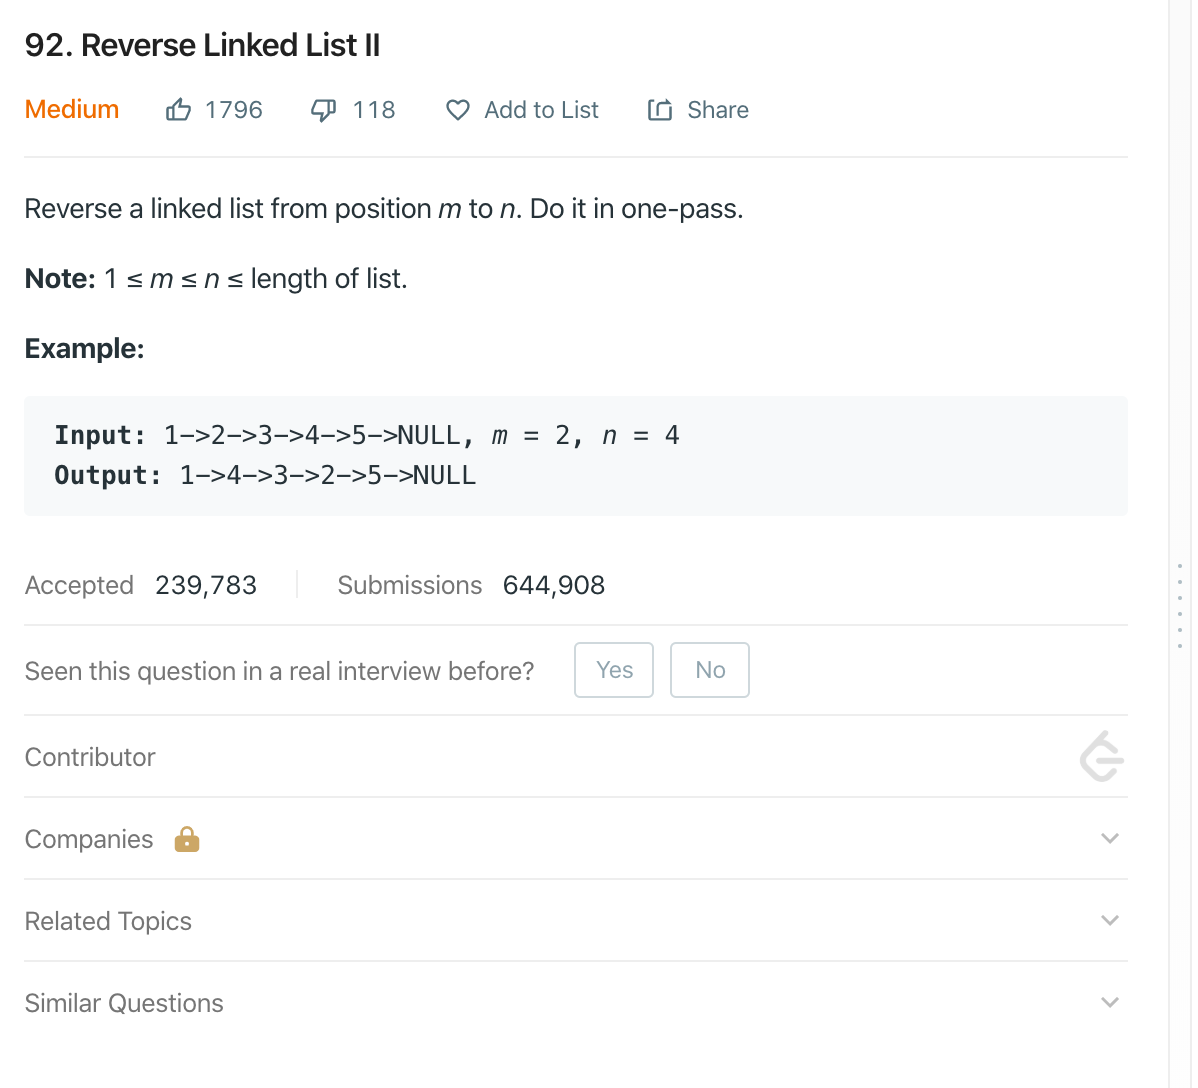 92. Reverse Linked List II
Medium 1796 118 Add to List Share
Reverse a linked list from position m to n. Do it in one-pass.
Note: 1 ≤ m ≤ n ≤ length of list.
Example:
Input: 1->2->3->4->5->NULL, m = 2, n = 4
Output: 1->4->3->2->5->NULL
Accepted 239,783 Submissions 644,908
Seen this question in a real interview before? Yes No
Contributor
Companies
Related Topics
Similar Questions